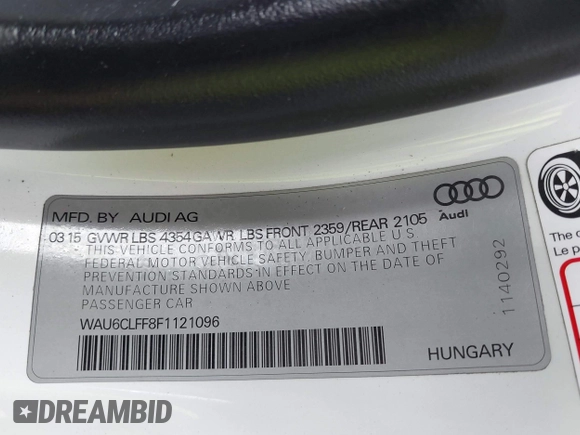 MFD. BY AUDI AG
Audi
03 15 GVWR LBS 4354 GAWVR LBS FRONT 2359/REAR 2105
THIS VEHICLE CONFORMS TO ALL APPLICABLE U S
FEDERAL MOTOR VEHICLE SAFETY, BUMPER AND THEFT
PREVENTION STANDARDS IN EFFECT ON THE DATE OF
MANUFACTURE SHOWN ABOVE
PASSENGER CAR
WAU6CLFF8F1121096
HUNGARY
1140292
Le
DREAMBID